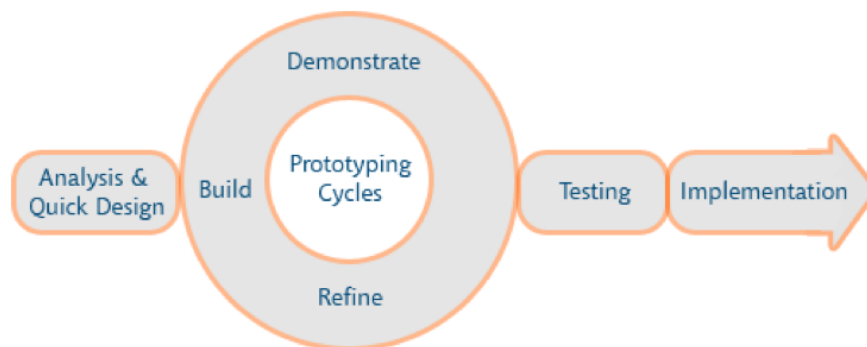 Analysis &
Quick Design
Demonstrate
Build
Prototyping
Cycles
Refine
Testing
Implementation